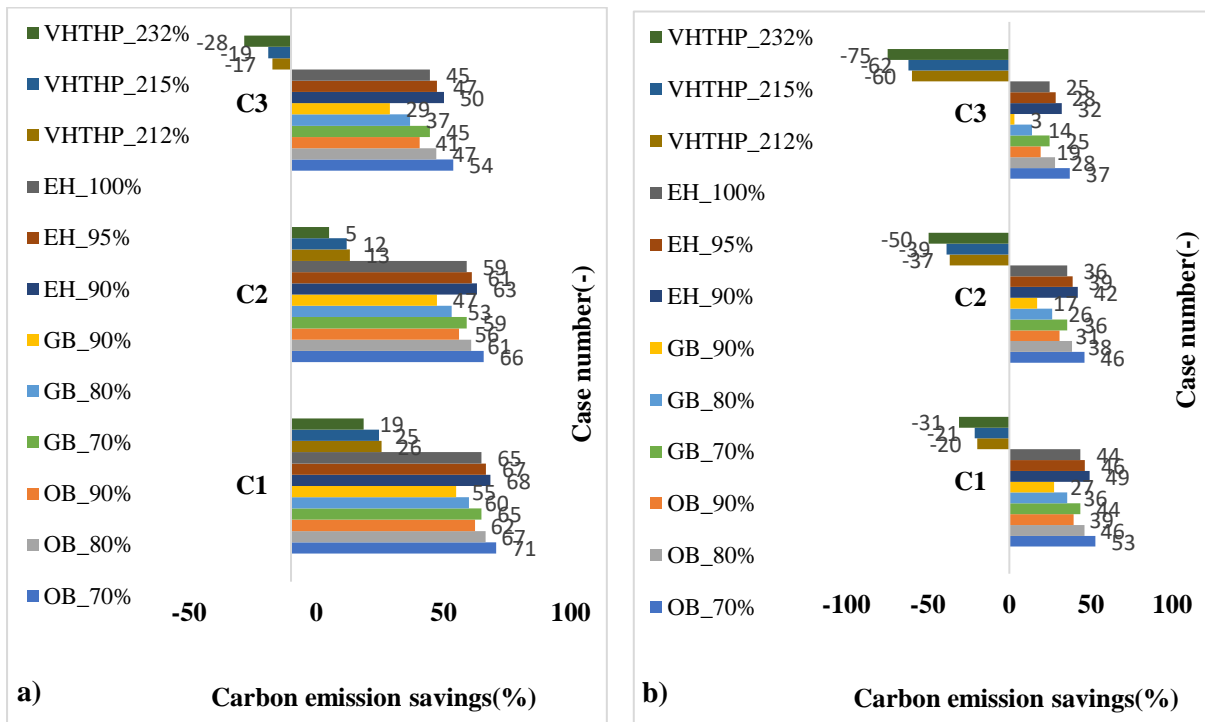 VHTHP_232%
VHTHP_215%
VHTHP_212%
EH_100%
EH_95%
EH_90%
GB_90%
GB_80%
GB_70%
OB_90%
OB_80%
OB_70%
-28
-19
-17
C3
45
47
50
29
37
45
41
47
54
5
12
13
C2
59
61
63
47
53
59
56
61
66
19
25
26
C1
65
67
68
55
60
65
62
67
71
Case number(-)
-50 0 50 100
a) Carbon emission savings(%)
VHTHP_232%
VHTHP_215%
VHTHP_212%
EH_100%
EH_95%
EH_90%
GB_90%
GB_80%
GB_70%
OB_90%
OB_80%
OB_70%
-75
-62
-60
C3
25
28
32
3
14
25
19
28
37
-50
-39
-37
C2
36
39
42
17
26
36
31
38
46
-31
-21
-20
C1
44
46
49
27
36
44
39
46
53
Case number(-)
-100 -50 0 50 100
b) Carbon emission savings(%)